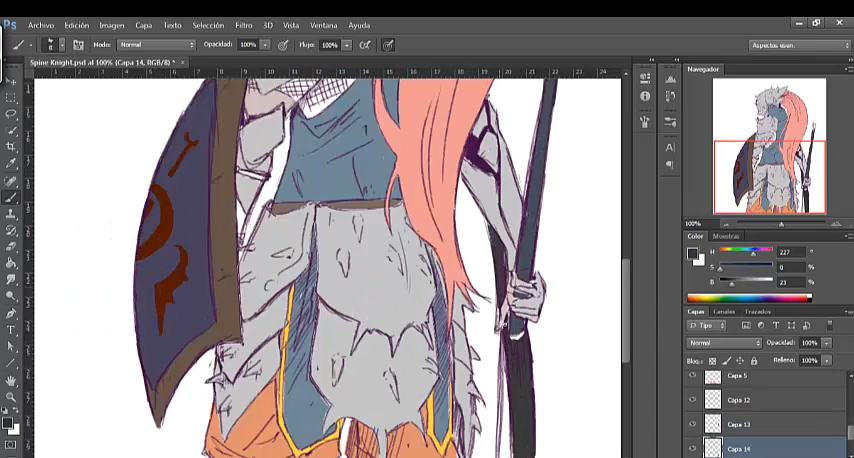 Ps Archivo Edición Imagen Capa Texto Selección Filtro 3D Vista Ventana Ayuda
8 Modo: Normal Opacidad: 100% Flujo: 100% Aspectos esen.
Spine Knight.psd al 100% (Capa 14, RGB/8) * ×
Navegador
100%
Color Muestras
H 227 °
S 0 %
B 23 %
Capas Canales Trazados
Tipo
Normal Opacidad: 100%
Bloq.: Relleno: 100%
Capa 5
Capa 12
Capa 13
Capa 14